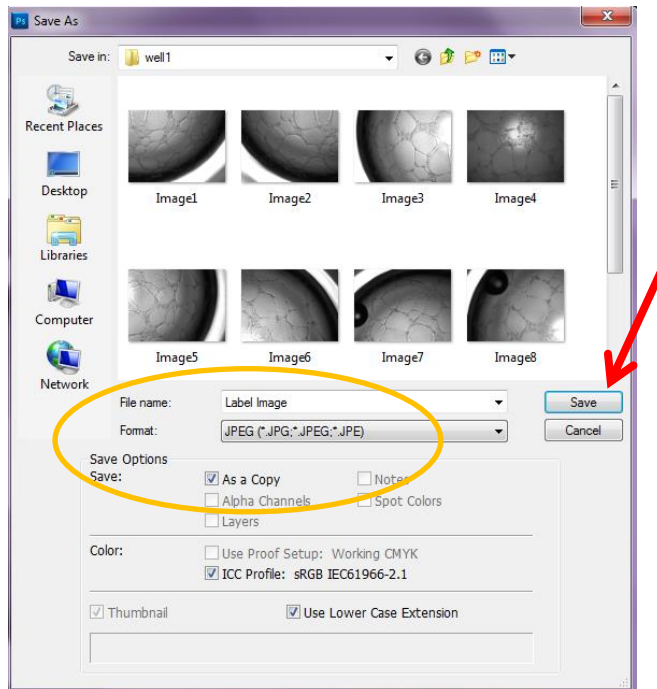 Ps Save As
Save in: well1
Recent Places
Desktop
Libraries
Computer
Network
Image1 Image2 Image3 Image4
Image5 Image6 Image7 Image8
File name: Label Image Save
Format: JPEG (*.JPG;*.JPEG;*.JPE) Cancel
Save Options
Save: As a Copy Notes
Alpha Channels Spot Colors
Layers
Color: Use Proof Setup: Working CMYK
ICC Profile: sRGB IEC61966-2.1
Thumbnail Use Lower Case Extension